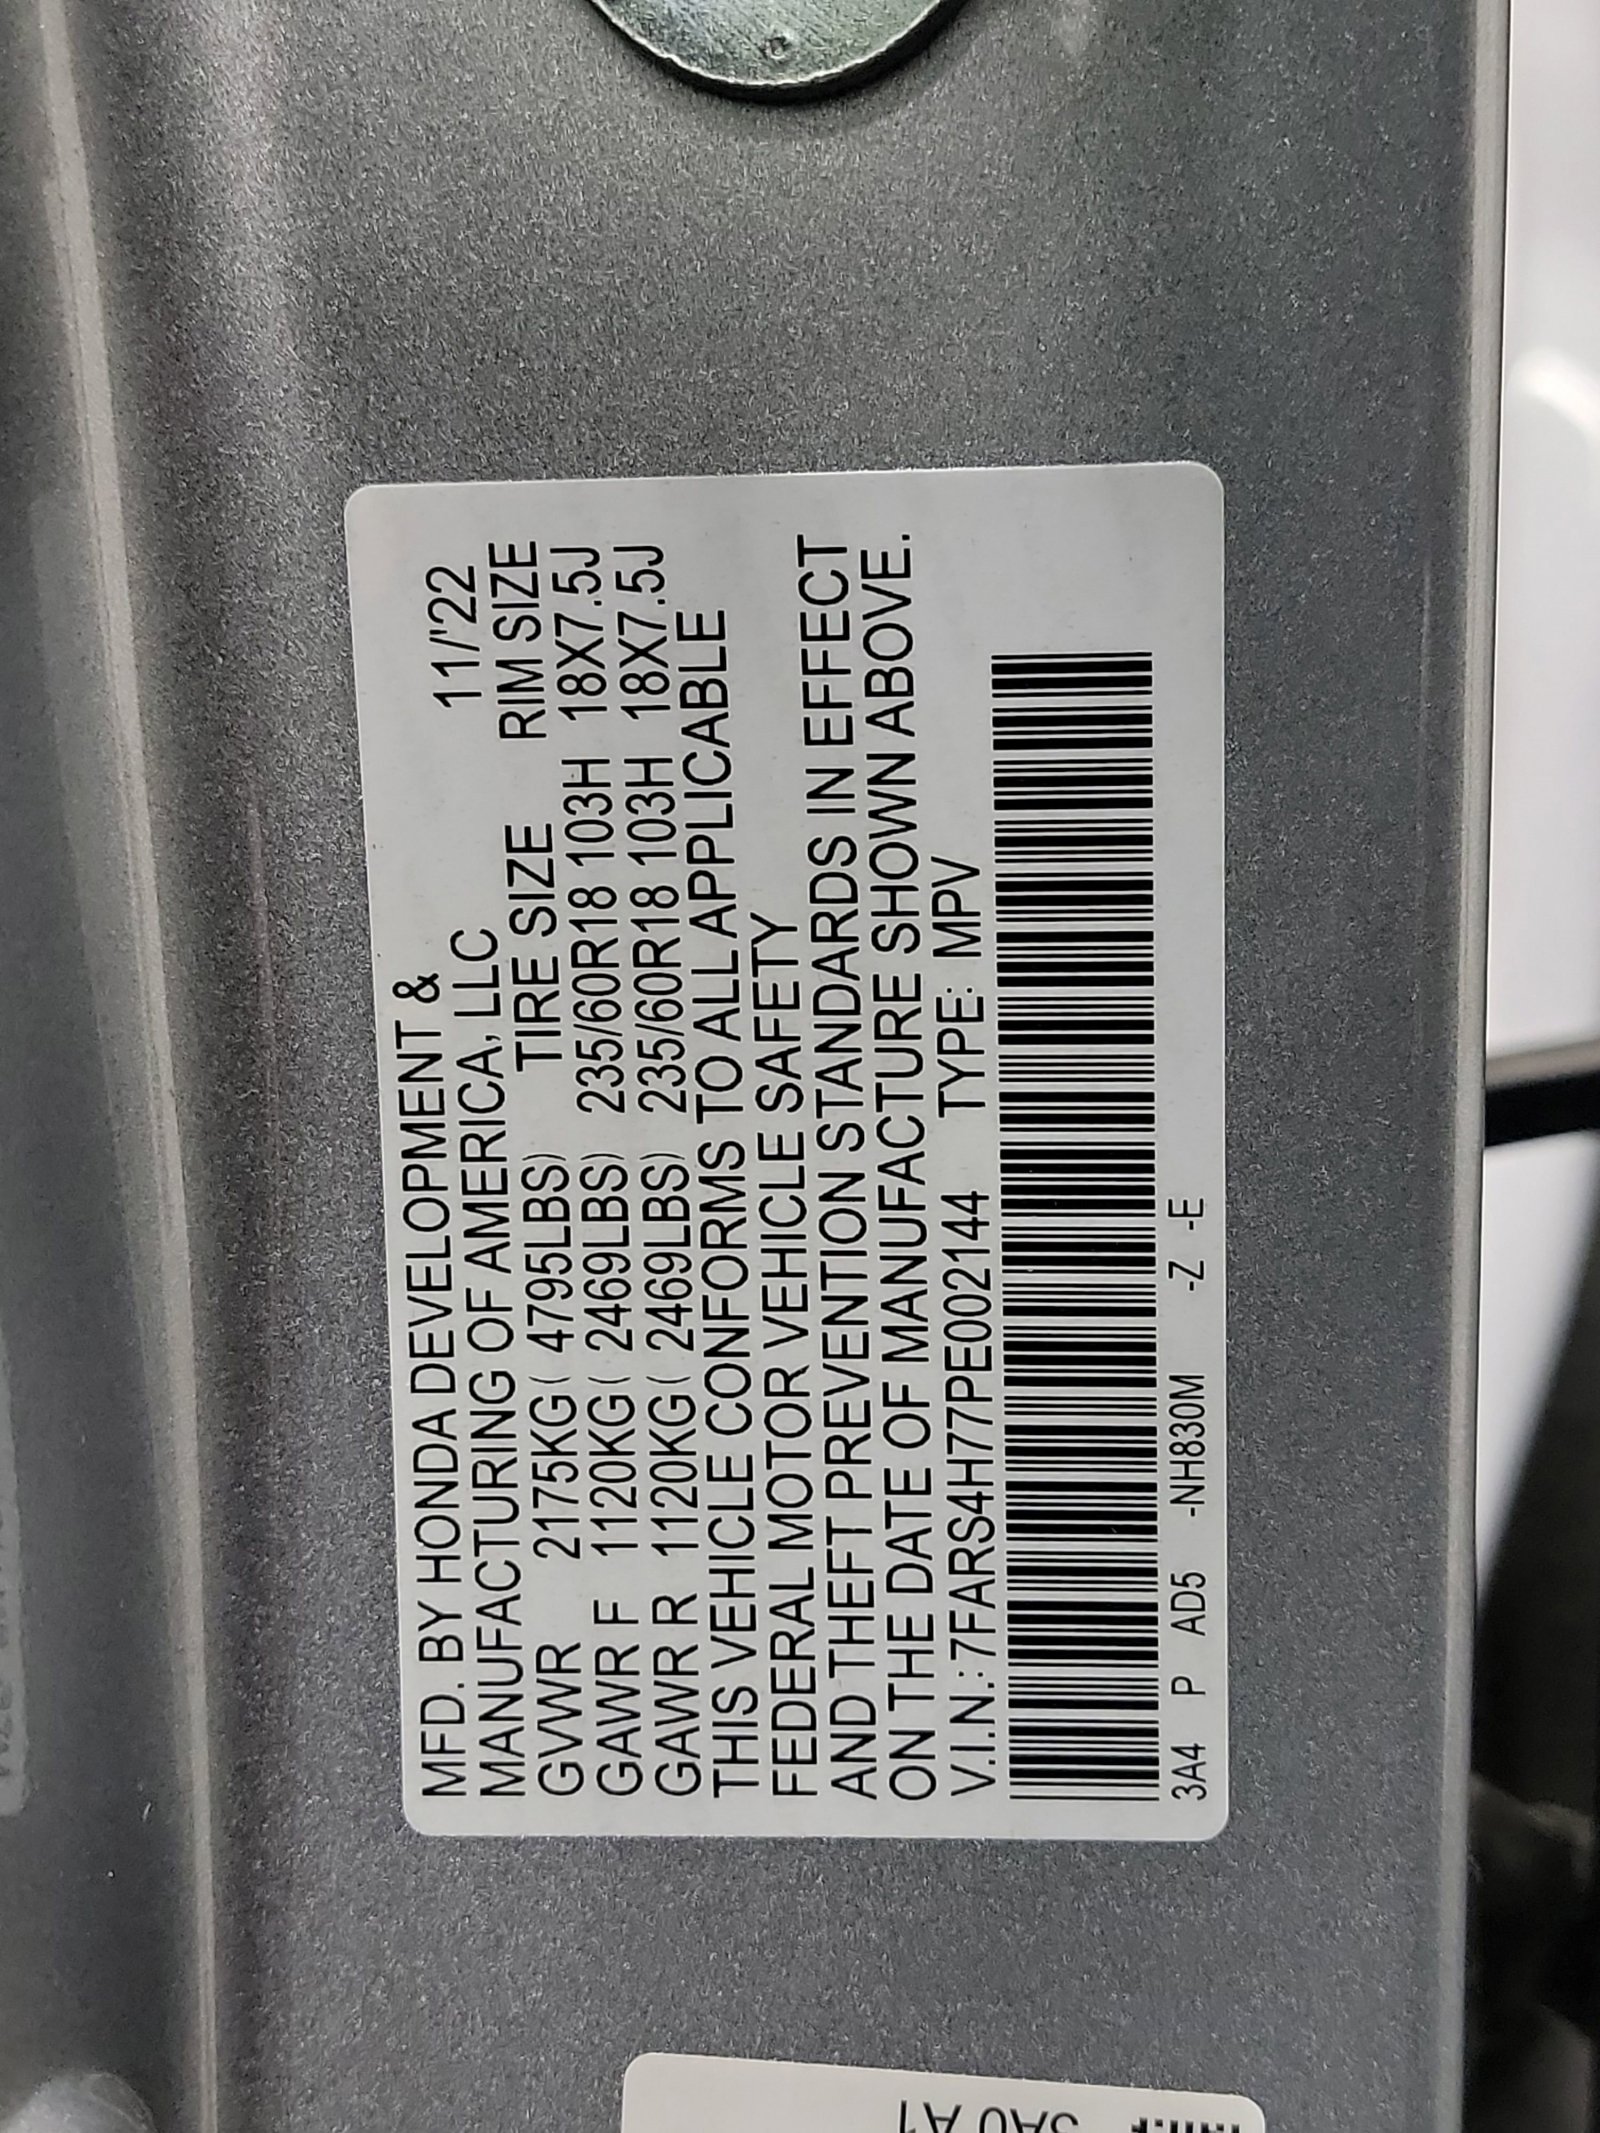 MFD. BY HONDA DEVELOPMENT &
MANUFACTURING OF AMERICA, LLC 11/'22
GVWR 2175KG( 4795LBS) TIRE SIZE RIM SIZE
GAWR F 1120KG( 2469LBS) 235/60R18 103H 18X7.5J
GAWR R 1120KG( 2469LBS) 235/60R18 103H 18X7.5J
THIS VEHICLE CONFORMS TO ALL APPLICABLE
FEDERAL MOTOR VEHICLE SAFETY
AND THEFT PREVENTION STANDARDS IN EFFECT
ON THE DATE OF MANUFACTURE SHOWN ABOVE.
V.I.N.: 7FARS4H77PE002144 TYPE: MPV
3A4 P AD5 -NH830M -Z -E